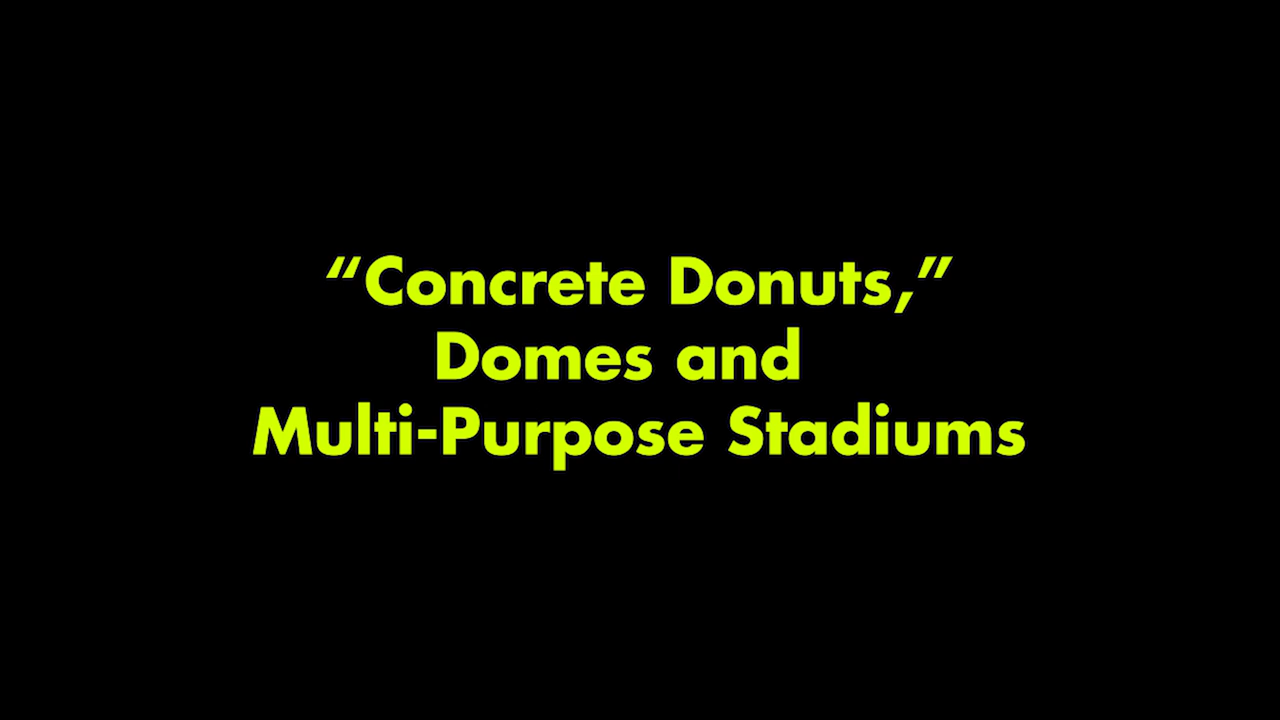 “Concrete Donuts,”
Domes and
Multi-Purpose Stadiums